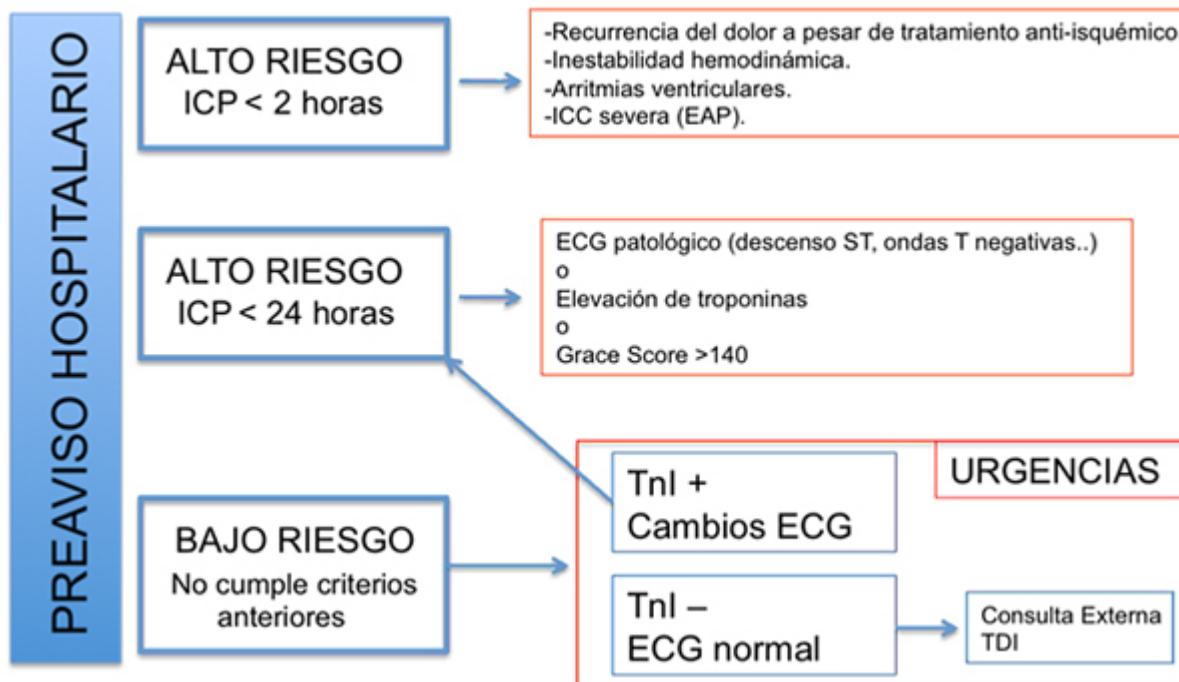 PREAVISO HOSPITALARIO
ALTO RIESGO
ICP < 2 horas
-Recurrencia del dolor a pesar de tratamiento anti-isquémico
-Inestabilidad hemodinámica.
-Arritmias ventriculares.
-ICC severa (EAP).
ALTO RIESGO
ICP < 24 horas
ECG patológico (descenso ST, ondas T negativas..)
o
Elevación de troponinas
o
Grace Score >140
BAJO RIESGO
No cumple criterios
anteriores
URGENCIAS
TnI +
Cambios ECG
TnI –
ECG normal
Consulta Externa
TDI